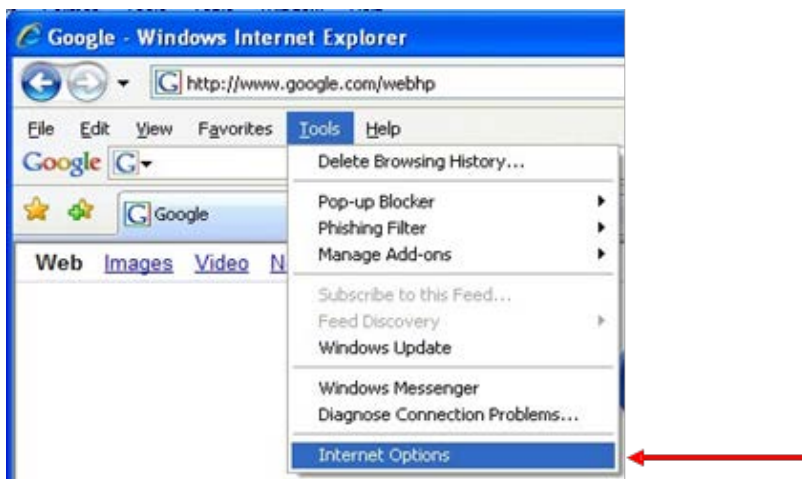 Google - Windows Internet Explorer
http://www.google.com/webhp
File Edit View Favorites Tools Help
Google G
Delete Browsing History...
Pop-up Blocker
Google
Phishing Filter
Manage Add-ons
Web Images Video N
Subscribe to this Feed...
Feed Discovery
Windows Update
Windows Messenger
Diagnose Connection Problems...
Internet Options